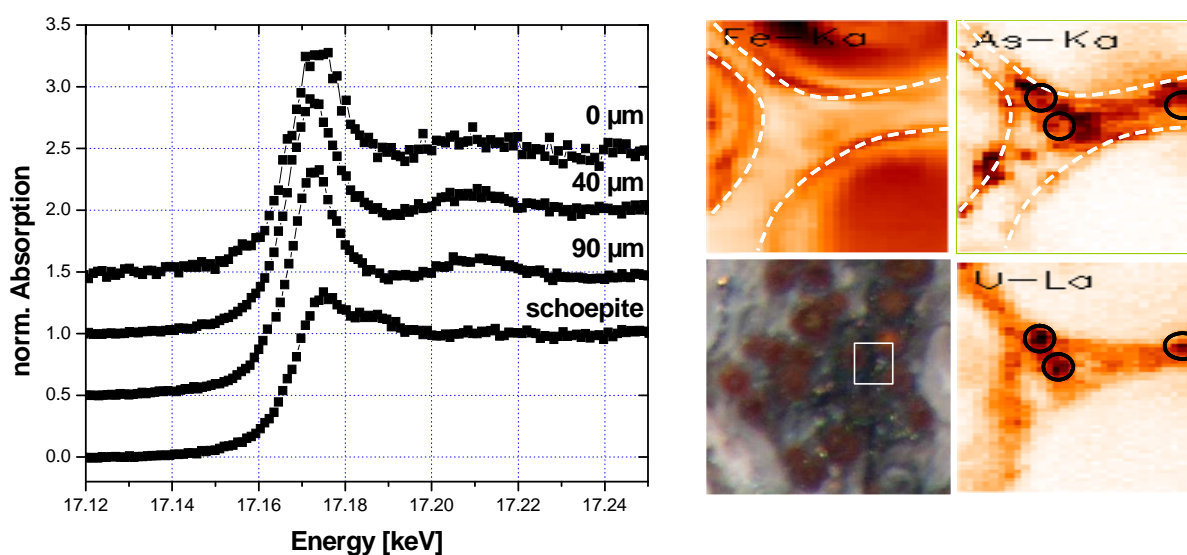 norm. Absorption
3.5
3.0
2.5
2.0
1.5
1.0
0.5
0.0
0 µm
40 µm
90 µm
schoepite
17.12
17.14
17.16
17.18
17.20
17.22
17.24
Energy [keV]
Fe-Ka
As-Ka
U-La